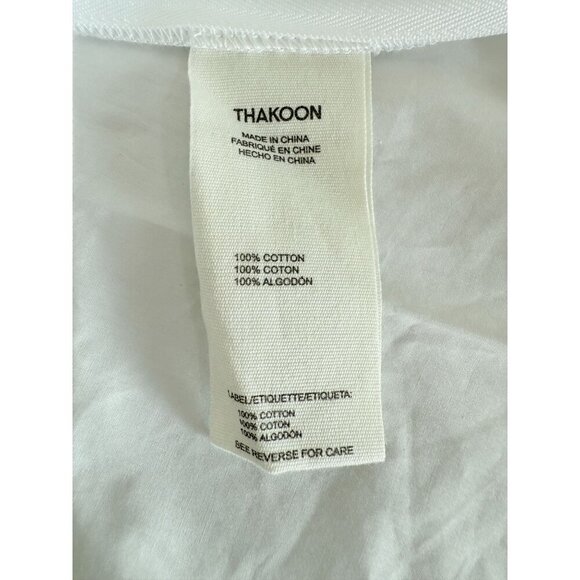 THAKOON
MADE IN CHINA
FABRIQUÉ EN CHINE
HECHO EN CHINA
100% COTTON
100% COTON
100% ALGODÓN
LABEL/ETIQUETTE/ETIQUETA:
100% COTTON
100% COTON
100% ALGODÓN
SEE REVERSE FOR CARE